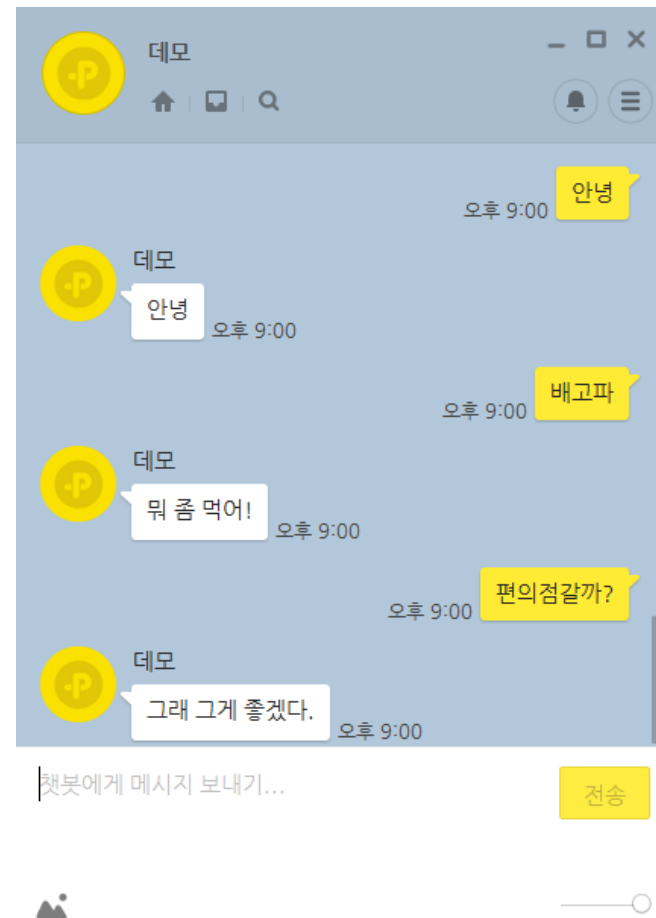 데모
안녕
오후 9:00
데모
안녕
오후 9:00
배고파
오후 9:00
데모
뭐 좀 먹어!
오후 9:00
편의점갈까?
오후 9:00
데모
그래 그게 좋겠다.
오후 9:00
챗봇에게 메시지 보내기...
전송